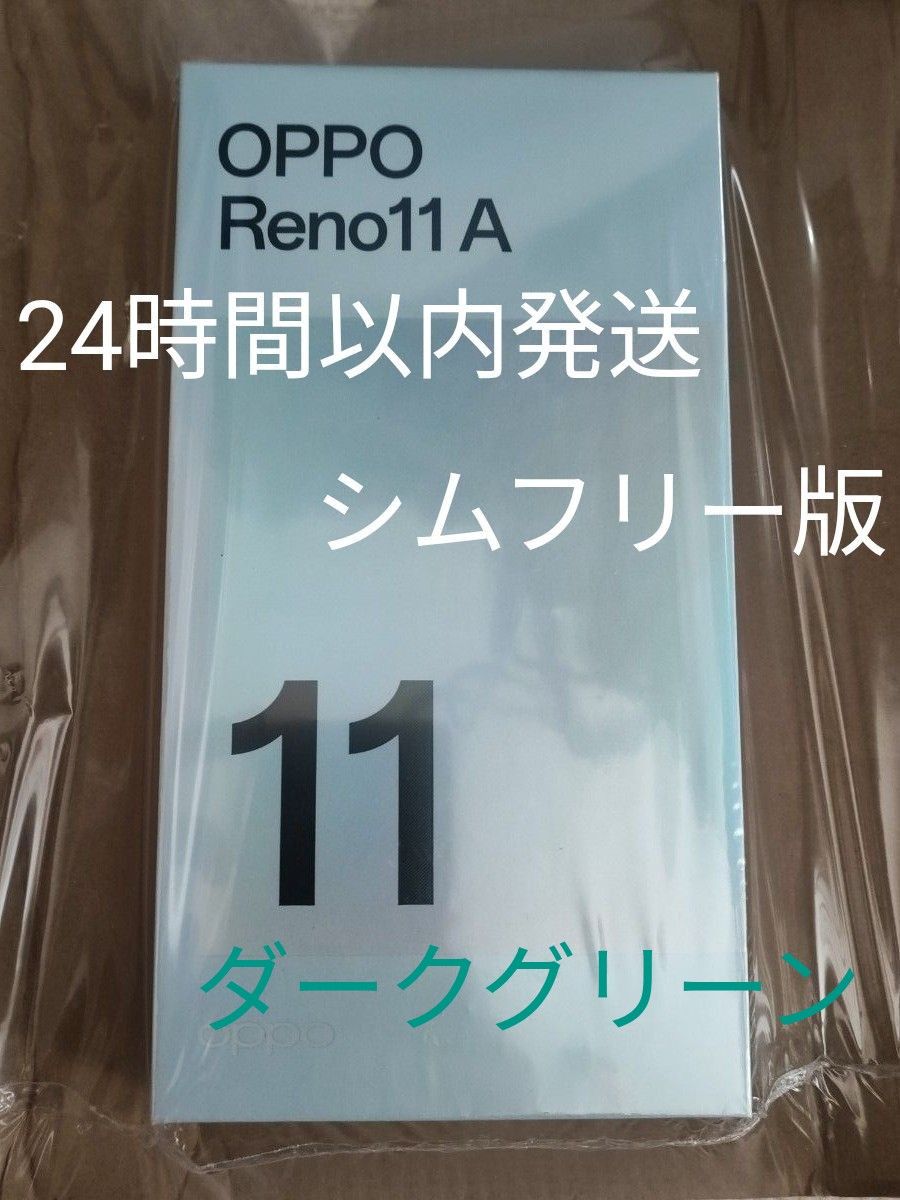 OPPO
Reno11 A
24時間以内発送
シムフリー版
11
ダークグリーン
oppo